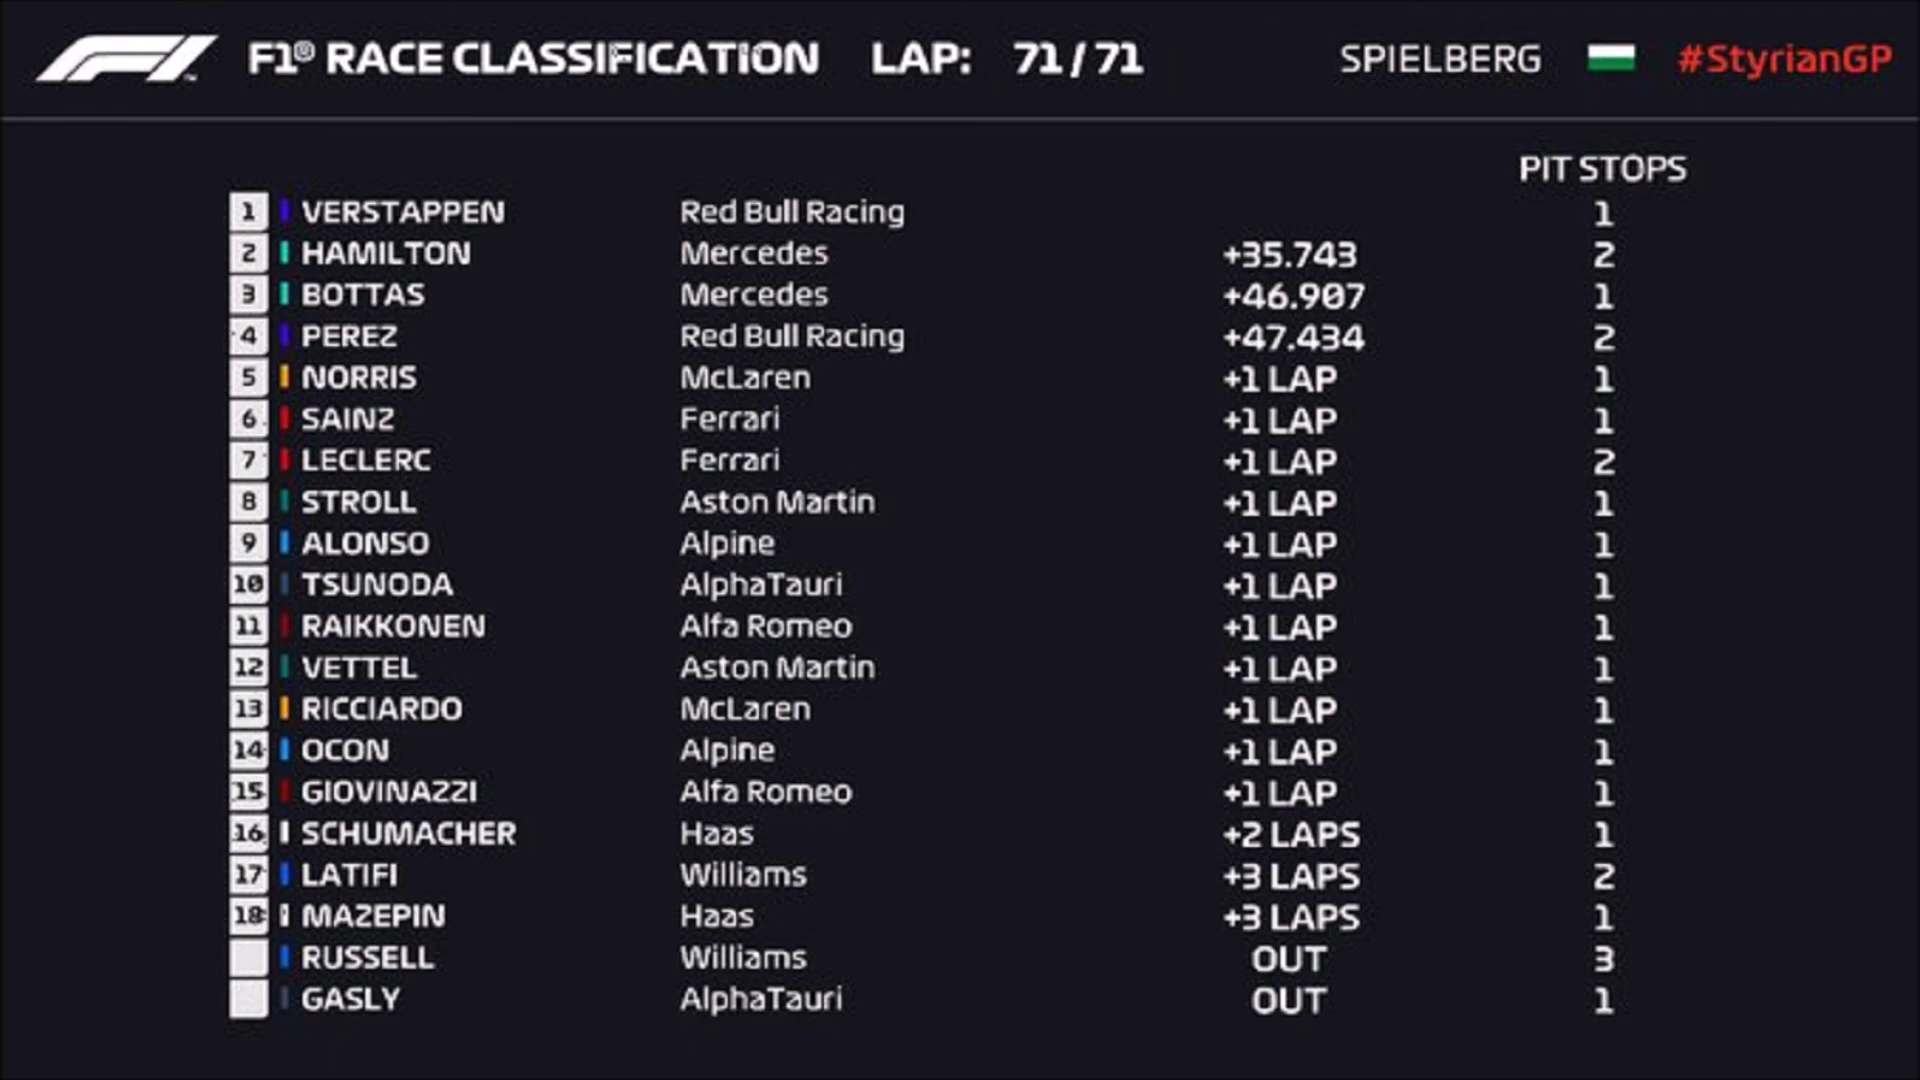 F1® RACE CLASSIFICATION LAP: 71/71 SPIELBERG #StyrianGP
PIT STOPS
1 VERSTAPPEN Red Bull Racing 1
2 HAMILTON Mercedes +35.743 2
3 BOTTAS Mercedes +46.907 1
4 PEREZ Red Bull Racing +47.434 2
5 NORRIS McLaren +1 LAP 1
6 SAINZ Ferrari +1 LAP 1
7 LECLERC Ferrari +1 LAP 2
8 STROLL Aston Martin +1 LAP 1
9 ALONSO Alpine +1 LAP 1
10 TSUNODA AlphaTauri +1 LAP 1
11 RAIKKONEN Alfa Romeo +1 LAP 1
12 VETTEL Aston Martin +1 LAP 1
13 RICCIARDO McLaren +1 LAP 1
14 OCON Alpine +1 LAP 1
15 GIOVINAZZI Alfa Romeo +1 LAP 1
16 SCHUMACHER Haas +2 LAPS 1
17 LATIFI Williams +3 LAPS 2
18 MAZEPIN Haas +3 LAPS 1
RUSSELL Williams OUT 3
GASLY AlphaTauri OUT 1